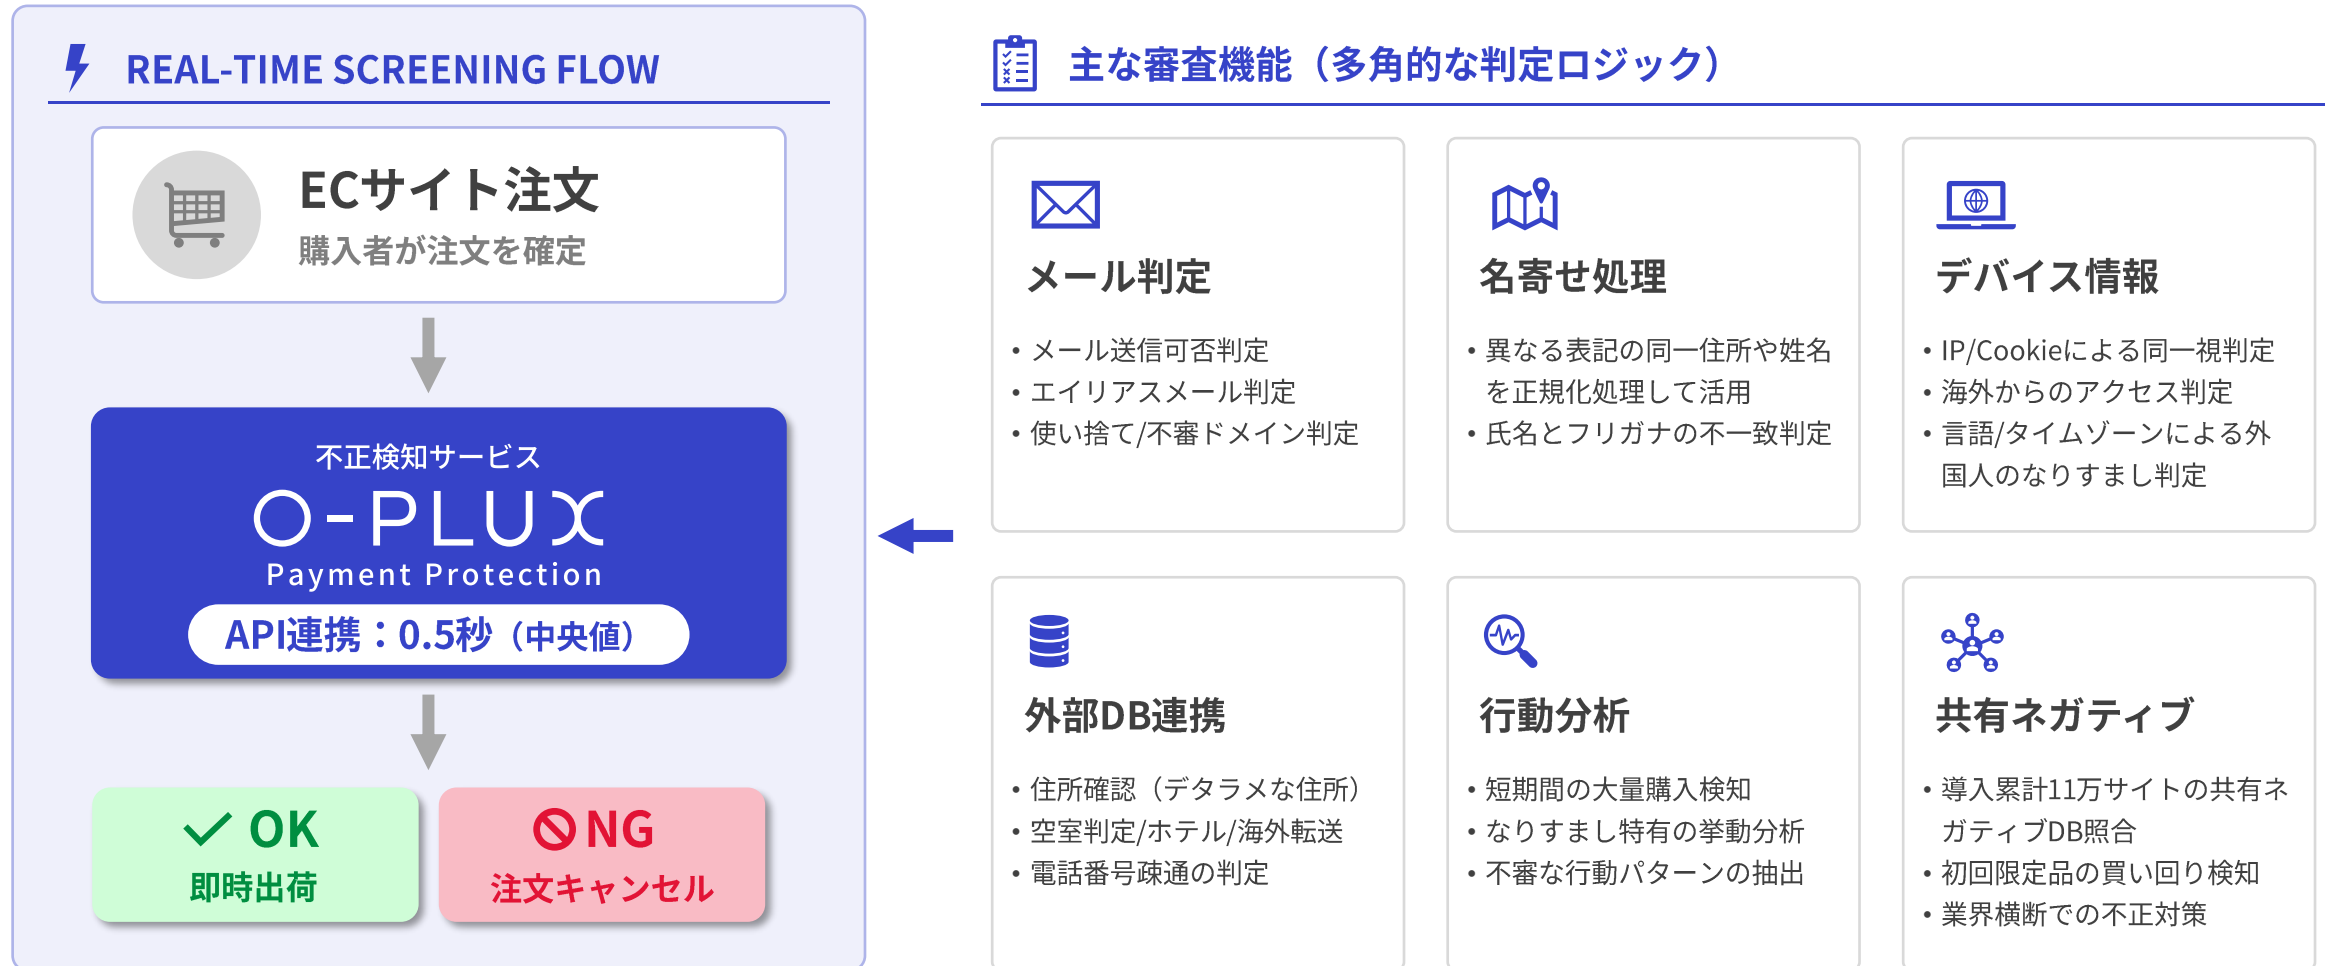 REAL-TIME SCREENING FLOW
ECサイト注文
購入者が注文を確定
不正検知サービス
O-PLUX
Payment Protection
API連携：0.5秒（中央値）
OK
即時出荷
NG
注文キャンセル
主な審査機能（多角的な判定ロジック）
メール判定
・メール送信可否判定
・エイリアスメール判定
・使い捨て/不審ドメイン判定
名寄せ処理
・異なる表記の同一住所や姓名
を正規化処理して活用
・氏名とフリガナの不一致判定
デバイス情報
・IP/Cookieによる同一視判定
・海外からのアクセス判定
・言語/タイムゾーンによる外
国人のなりすまし判定
外部DB連携
・住所確認（デタラメな住所）
・空室判定/ホテル/海外転送
・電話番号疎通の判定
行動分析
・短期間の大量購入検知
・なりすまし特有の挙動分析
・不審な行動パターンの抽出
共有ネガティブ
・導入累計11万サイトの共有ネ
ガティブDB照合
・初回限定品の買い回り検知
・業界横断での不正対策